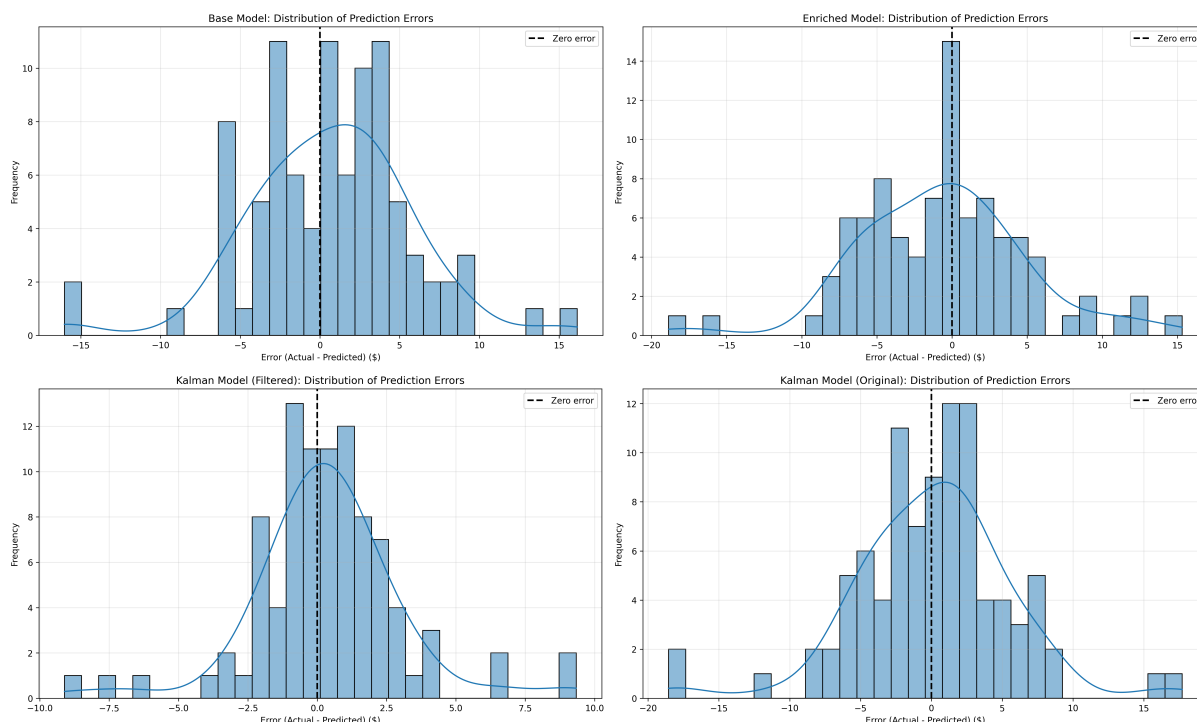 Base Model: Distribution of Prediction Errors
Zero error
Frequency
10
8
6
4
2
0
−15 −10 −5 0 5 10 15
Error (Actual - Predicted) ($)
Enriched Model: Distribution of Prediction Errors
Zero error
Frequency
14
12
10
8
6
4
2
0
−20 −15 −10 −5 0 5 10 15
Error (Actual - Predicted) ($)
Kalman Model (Filtered): Distribution of Prediction Errors
Zero error
Frequency
12
10
8
6
4
2
0
−10.0 −7.5 −5.0 −2.5 0.0 2.5 5.0 7.5 10.0
Error (Actual - Predicted) ($)
Kalman Model (Original): Distribution of Prediction Errors
Zero error
Frequency
12
10
8
6
4
2
0
−20 −15 −10 −5 0 5 10 15
Error (Actual - Predicted) ($)